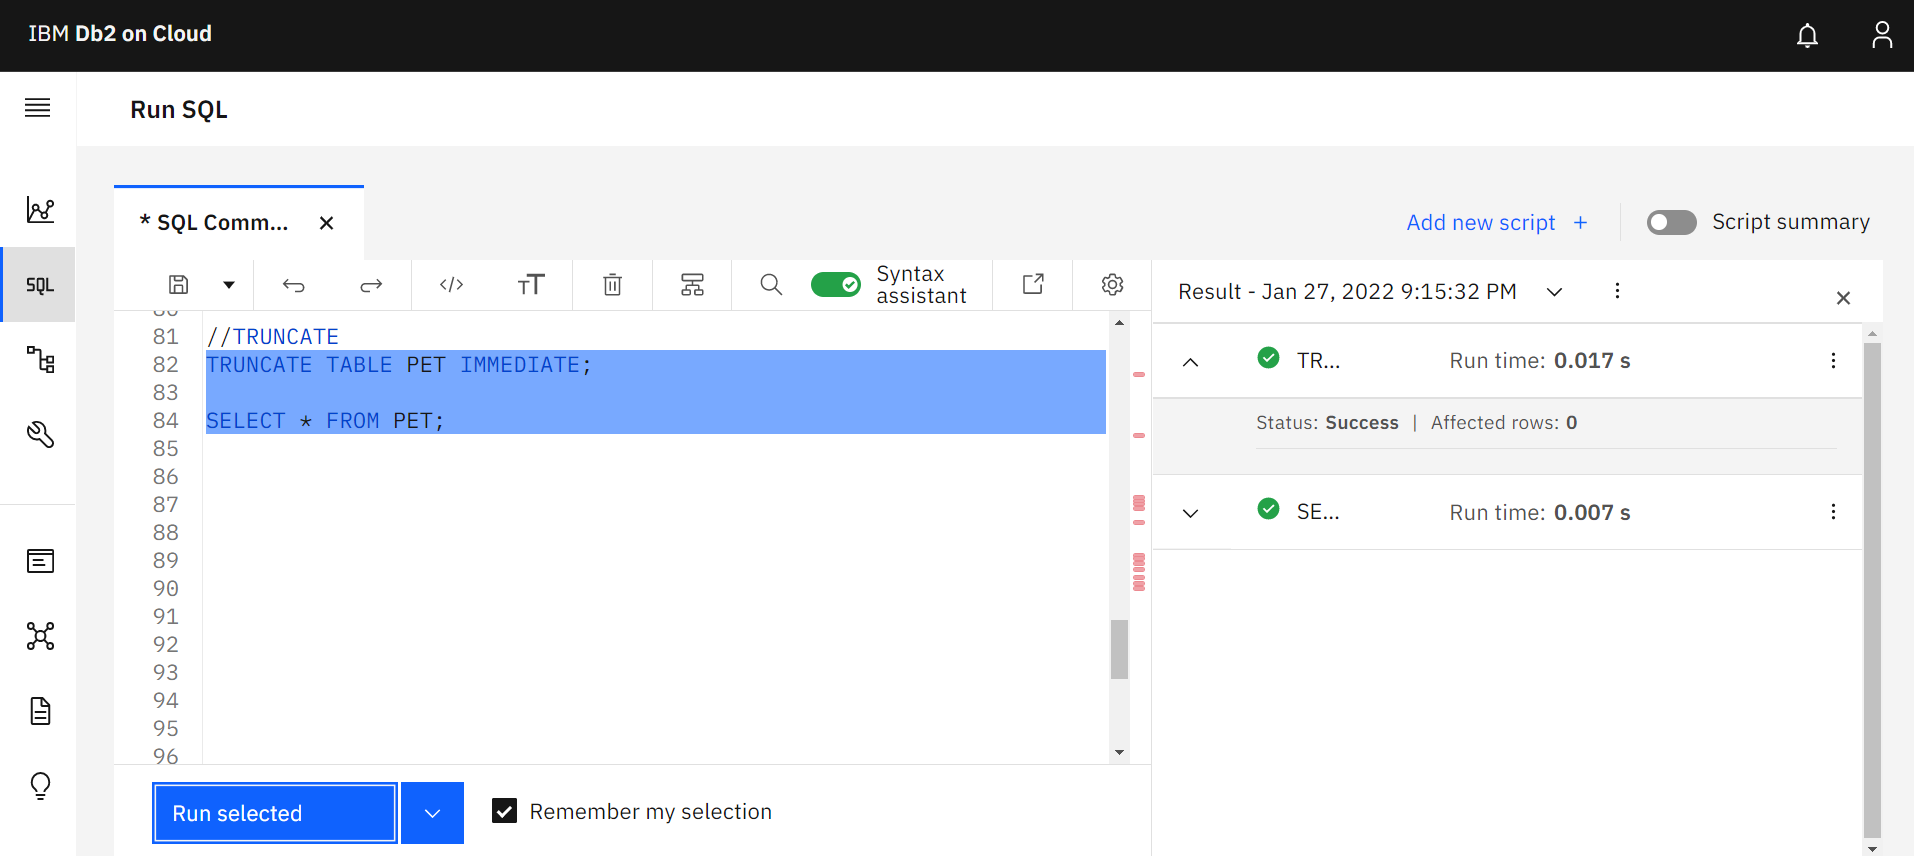 IBM Db2 on Cloud
Run SQL
* SQL Comm...
Add new script +
Script summary
SQL
Syntax
assistant
Result - Jan 27, 2022 9:15:32 PM
80
81 //TRUNCATE
82 TRUNCATE TABLE PET IMMEDIATE;
83
84 SELECT * FROM PET;
85
86
87
88
89
90
91
92
93
94
95
96
TR... Run time: 0.017 s
Status: Success | Affected rows: 0
SE... Run time: 0.007 s
Run selected
Remember my selection